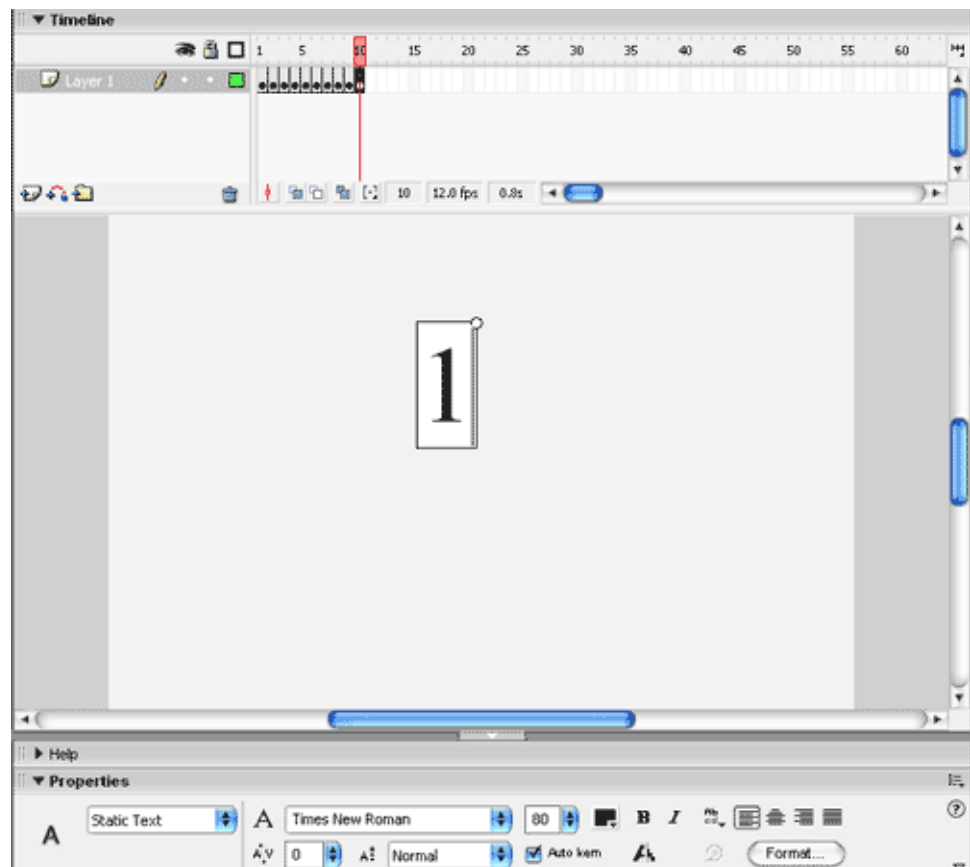 Timeline
1 5 10 15 20 25 30 35 40 45 50 55 60
Layer 1
10 12.0 fps 0.8s
1
Help
Properties
A Static Text A Times New Roman 80 B I
A V 0 A Normal Auto kern A Format...